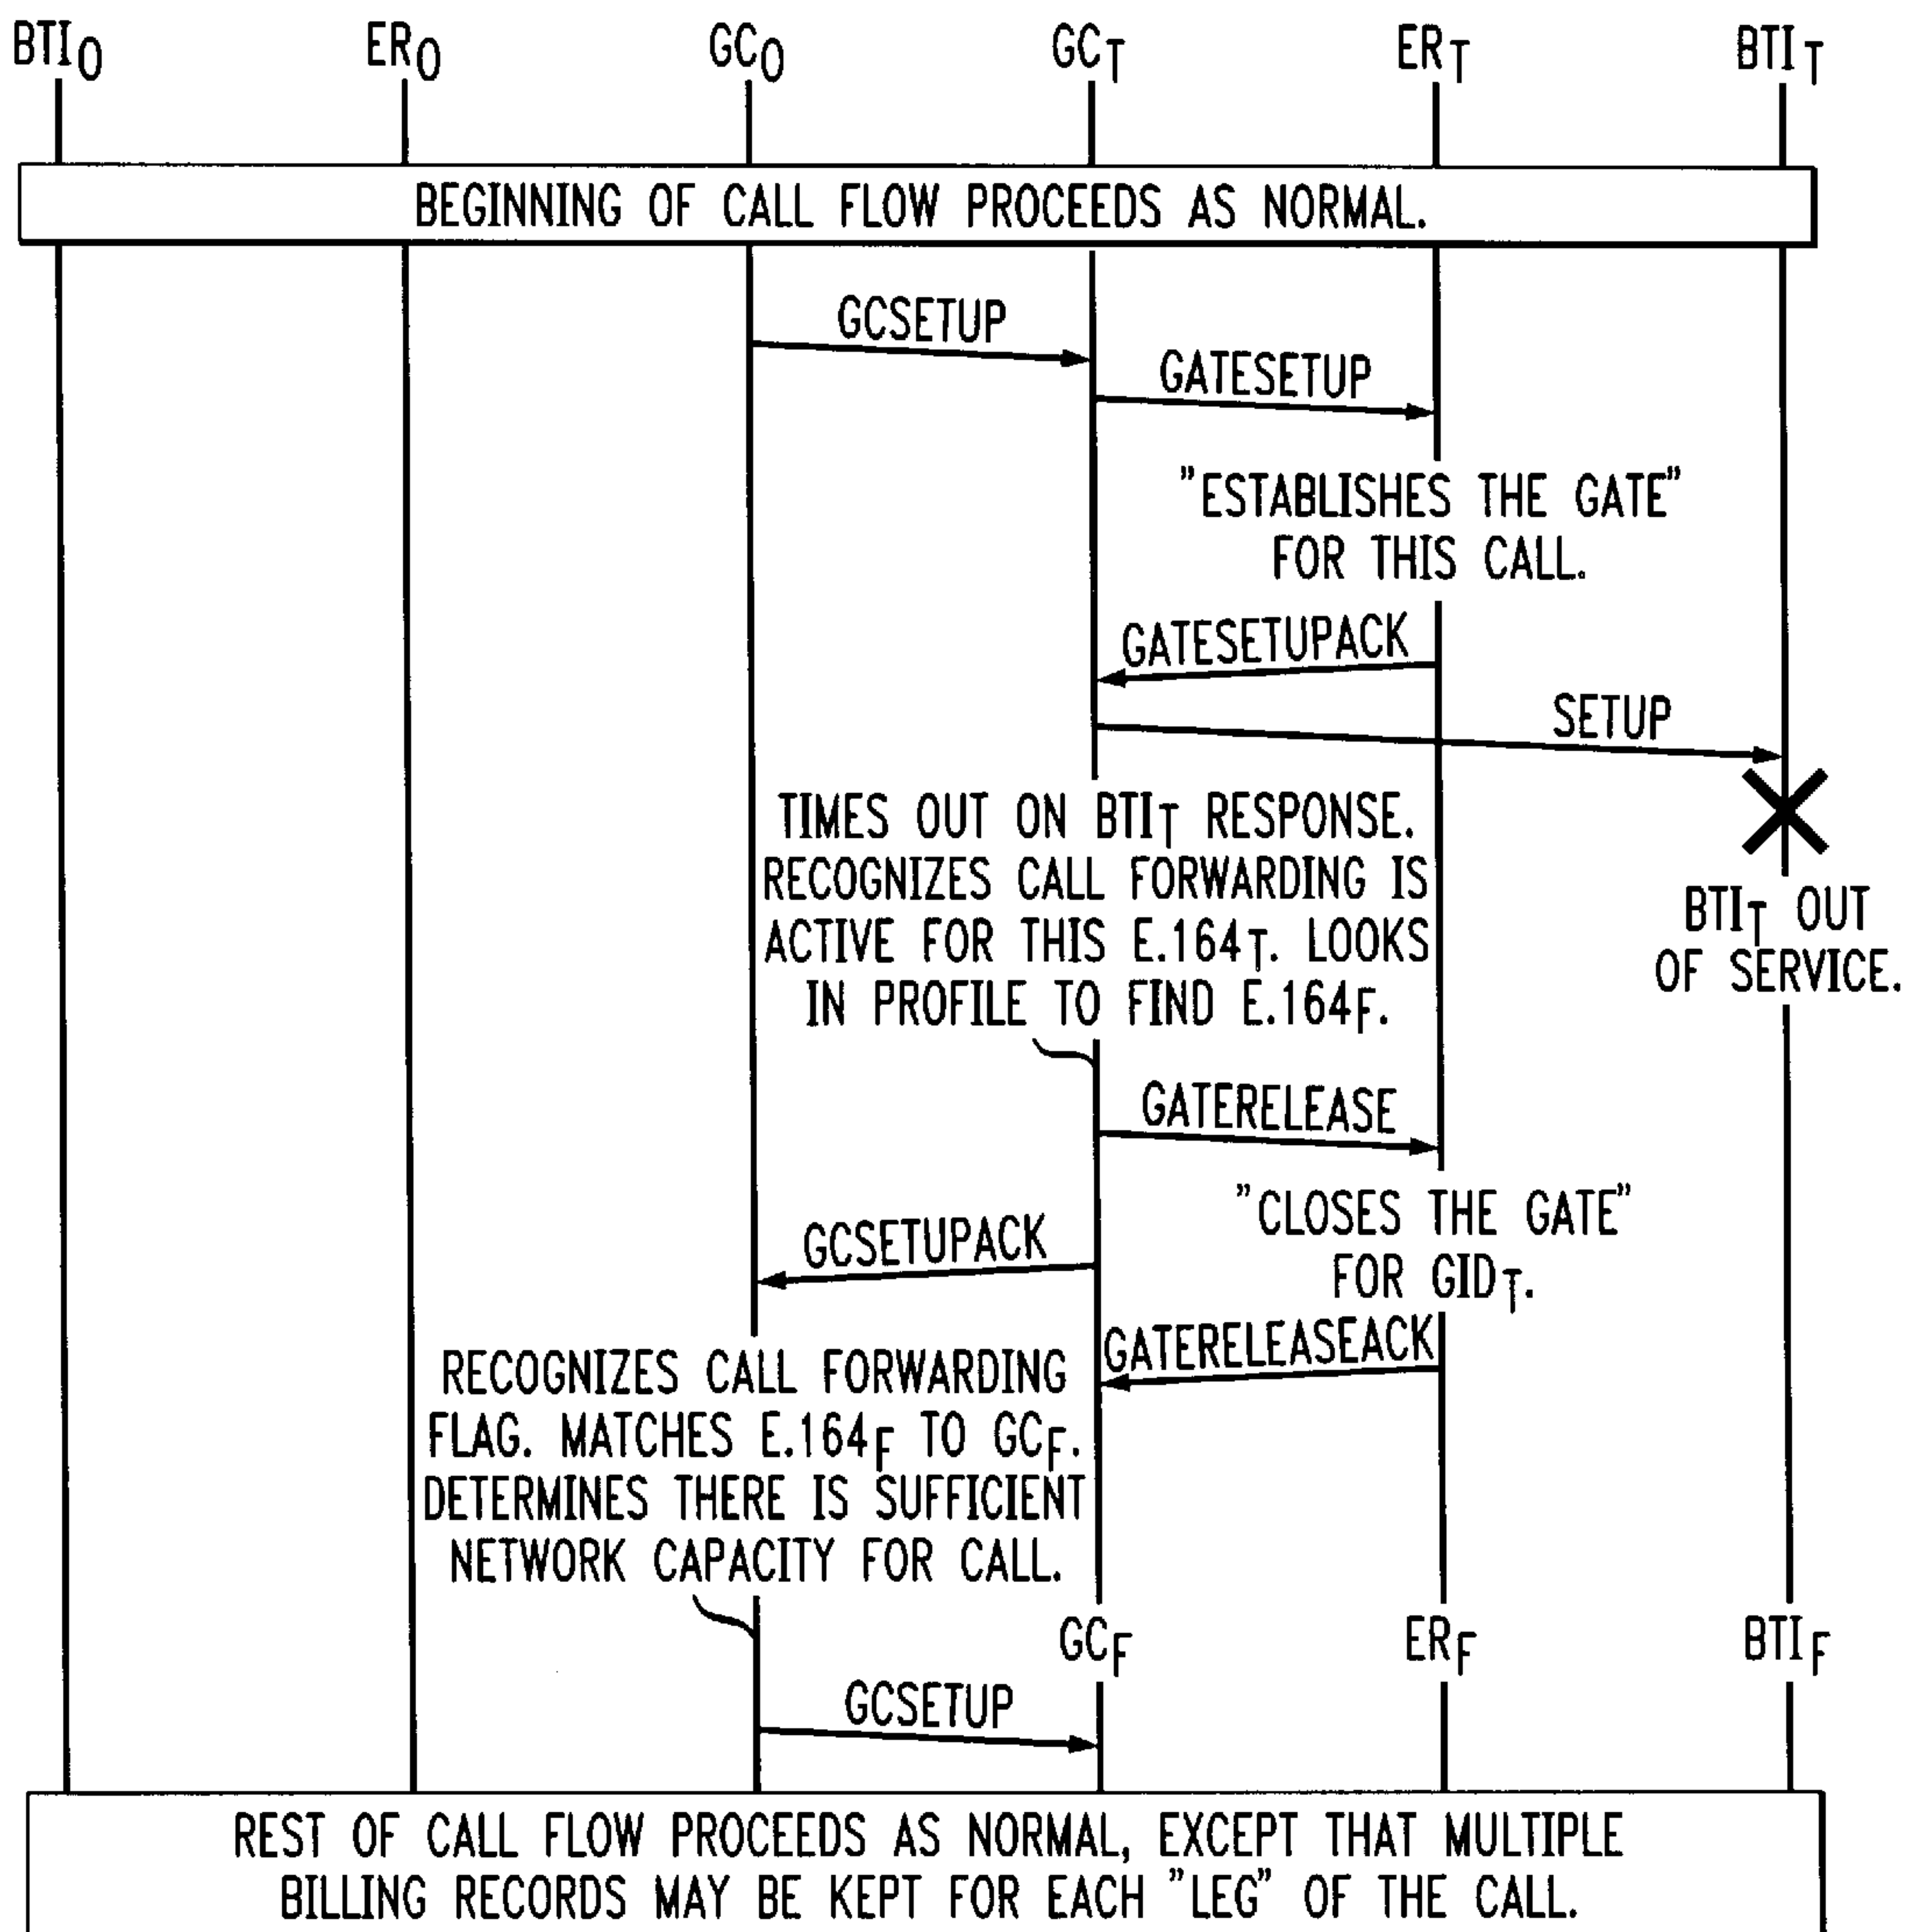 BTIO ERO GCO GCT ERT BTIT
BEGINNING OF CALL FLOW PROCEEDS AS NORMAL.
GCSETUP
GATESETUP
"ESTABLISHES THE GATE"
FOR THIS CALL.
GATESETUPACK
SETUP
TIMES OUT ON BTIT RESPONSE.
RECOGNIZES CALL FORWARDING IS
ACTIVE FOR THIS E.164T. LOOKS
IN PROFILE TO FIND E.164F.
BTIT OUT
OF SERVICE.
GATERELEASE
"CLOSES THE GATE"
FOR GIDT.
GCSETUPACK
GATERELEASEACK
RECOGNIZES CALL FORWARDING
FLAG. MATCHES E.164F TO GCF.
DETERMINES THERE IS SUFFICIENT
NETWORK CAPACITY FOR CALL.
GCF ERF BTIF
GCSETUP
REST OF CALL FLOW PROCEEDS AS NORMAL, EXCEPT THAT MULTIPLE
BILLING RECORDS MAY BE KEPT FOR EACH "LEG" OF THE CALL.